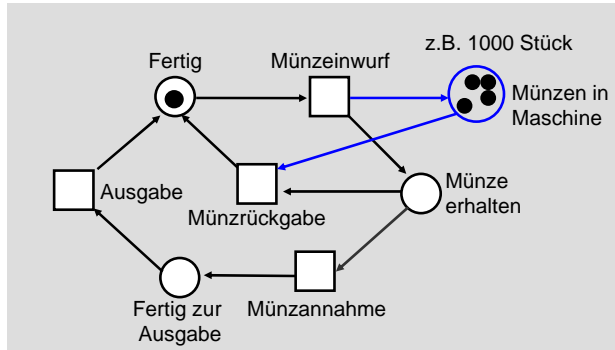 z.B. 1000 Stück
Fertig
Münzeinwurf
Münzen in
Maschine
Ausgabe
Münzrückgabe
Münze
erhalten
Fertig zur
Ausgabe
Münzannahme